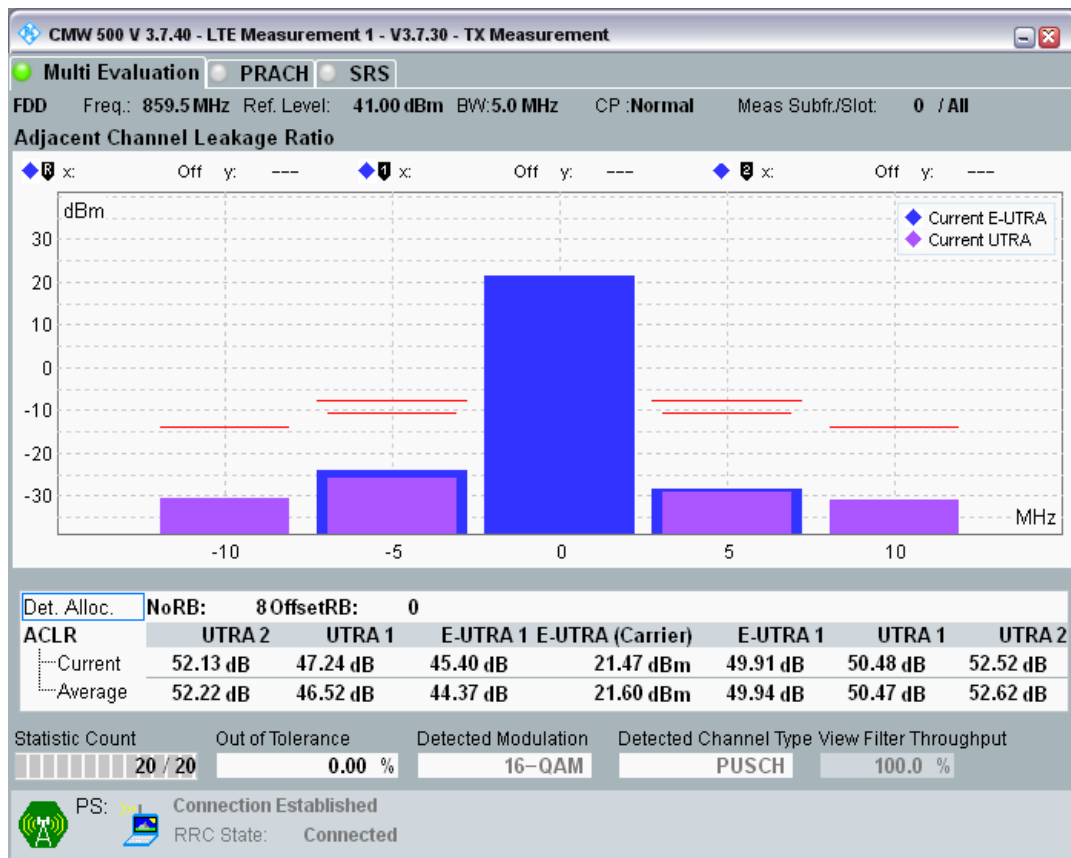 CMW 500 V 3.7.40 - LTE Measurement 1 - V3.7.30 - TX Measurement
Multi Evaluation PRACH SRS
FDD Freq.: 859.5 MHz Ref. Level: 41.00 dBm BW:5.0 MHz CP :Normal Meas Subfr./Slot: 0 / All
Adjacent Channel Leakage Ratio
R x: Off y: --- 1 x: Off y: --- 2 x: Off y: ---
dBm
Current E-UTRA
Current UTRA
30
20
10
0
-10
-20
-30
MHz
-10 -5 0 5 10
Det. Alloc. NoRB: 8 OffsetRB: 0
ACLR UTRA 2 UTRA 1 E-UTRA 1 E-UTRA (Carrier) E-UTRA 1 UTRA 1 UTRA 2
Current 52.13 dB 47.24 dB 45.40 dB 21.47 dBm 49.91 dB 50.48 dB 52.52 dB
Average 52.22 dB 46.52 dB 44.37 dB 21.60 dBm 49.94 dB 50.47 dB 52.62 dB
Statistic Count Out of Tolerance Detected Modulation Detected Channel Type View Filter Throughput
20 / 20 0.00 % 16-QAM PUSCH 100.0 %
PS: Connection Established
RRC State: Connected